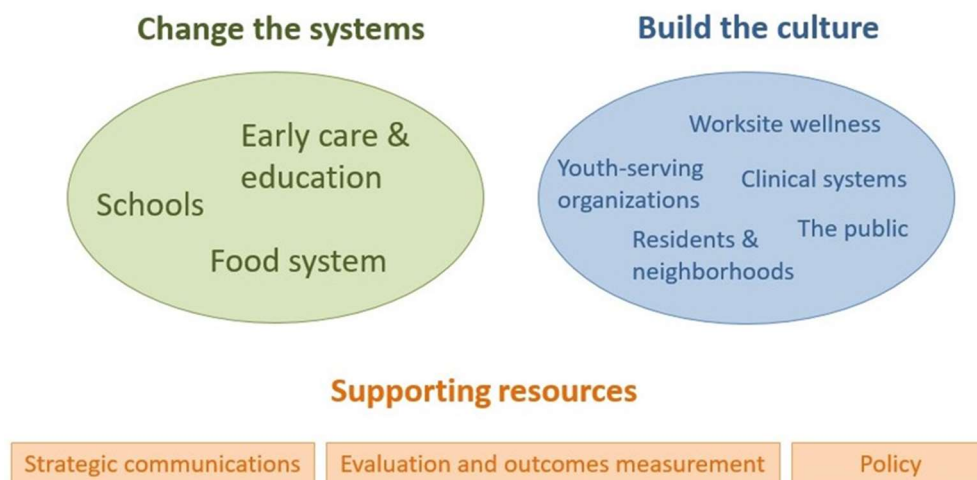 Change the systems
Build the culture
Early care &
education
Schools
Food system
Worksite wellness
Youth-serving
organizations
Clinical systems
The public
Residents &
neighborhoods
Supporting resources
Strategic communications
Evaluation and outcomes measurement
Policy